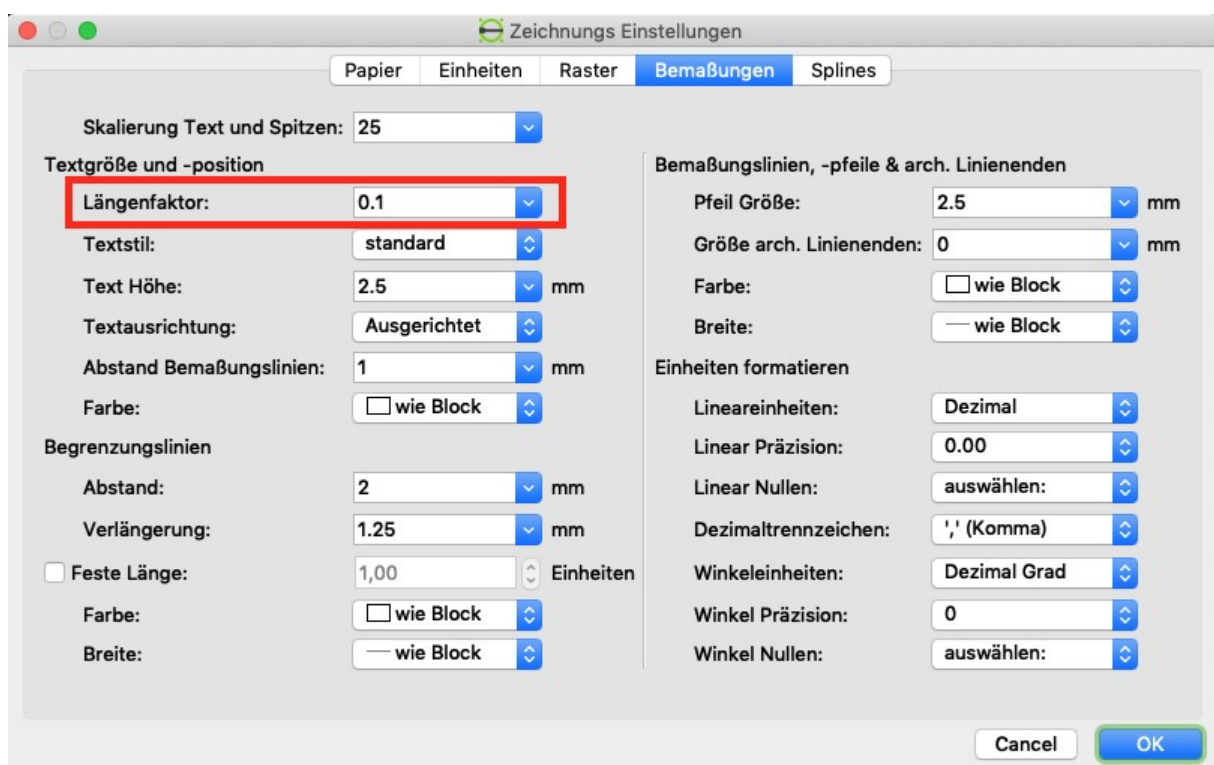 Zeichnungs Einstellungen
Papier Einheiten Raster Bemaßungen Splines
Skalierung Text und Spitzen: 25
Textgröße und -position
Längenfaktor: 0.1
Textstil: standard
Text Höhe: 2.5 mm
Textausrichtung: Ausgerichtet
Abstand Bemaßungslinien: 1 mm
Farbe: wie Block
Begrenzungslinien
Abstand: 2 mm
Verlängerung: 1.25 mm
Feste Länge: 1,00 Einheiten
Farbe: wie Block
Breite: wie Block
Bemaßungslinien, -pfeile & arch. Linienenden
Pfeil Größe: 2.5 mm
Größe arch. Linienenden: 0 mm
Farbe: wie Block
Breite: wie Block
Einheiten formatieren
Lineareinheiten: Dezimal
Linear Präzision: 0.00
Linear Nullen: auswählen:
Dezimaltrennzeichen: ',' (Komma)
Winkeleinheiten: Dezimal Grad
Winkel Präzision: 0
Winkel Nullen: auswählen:
Cancel OK